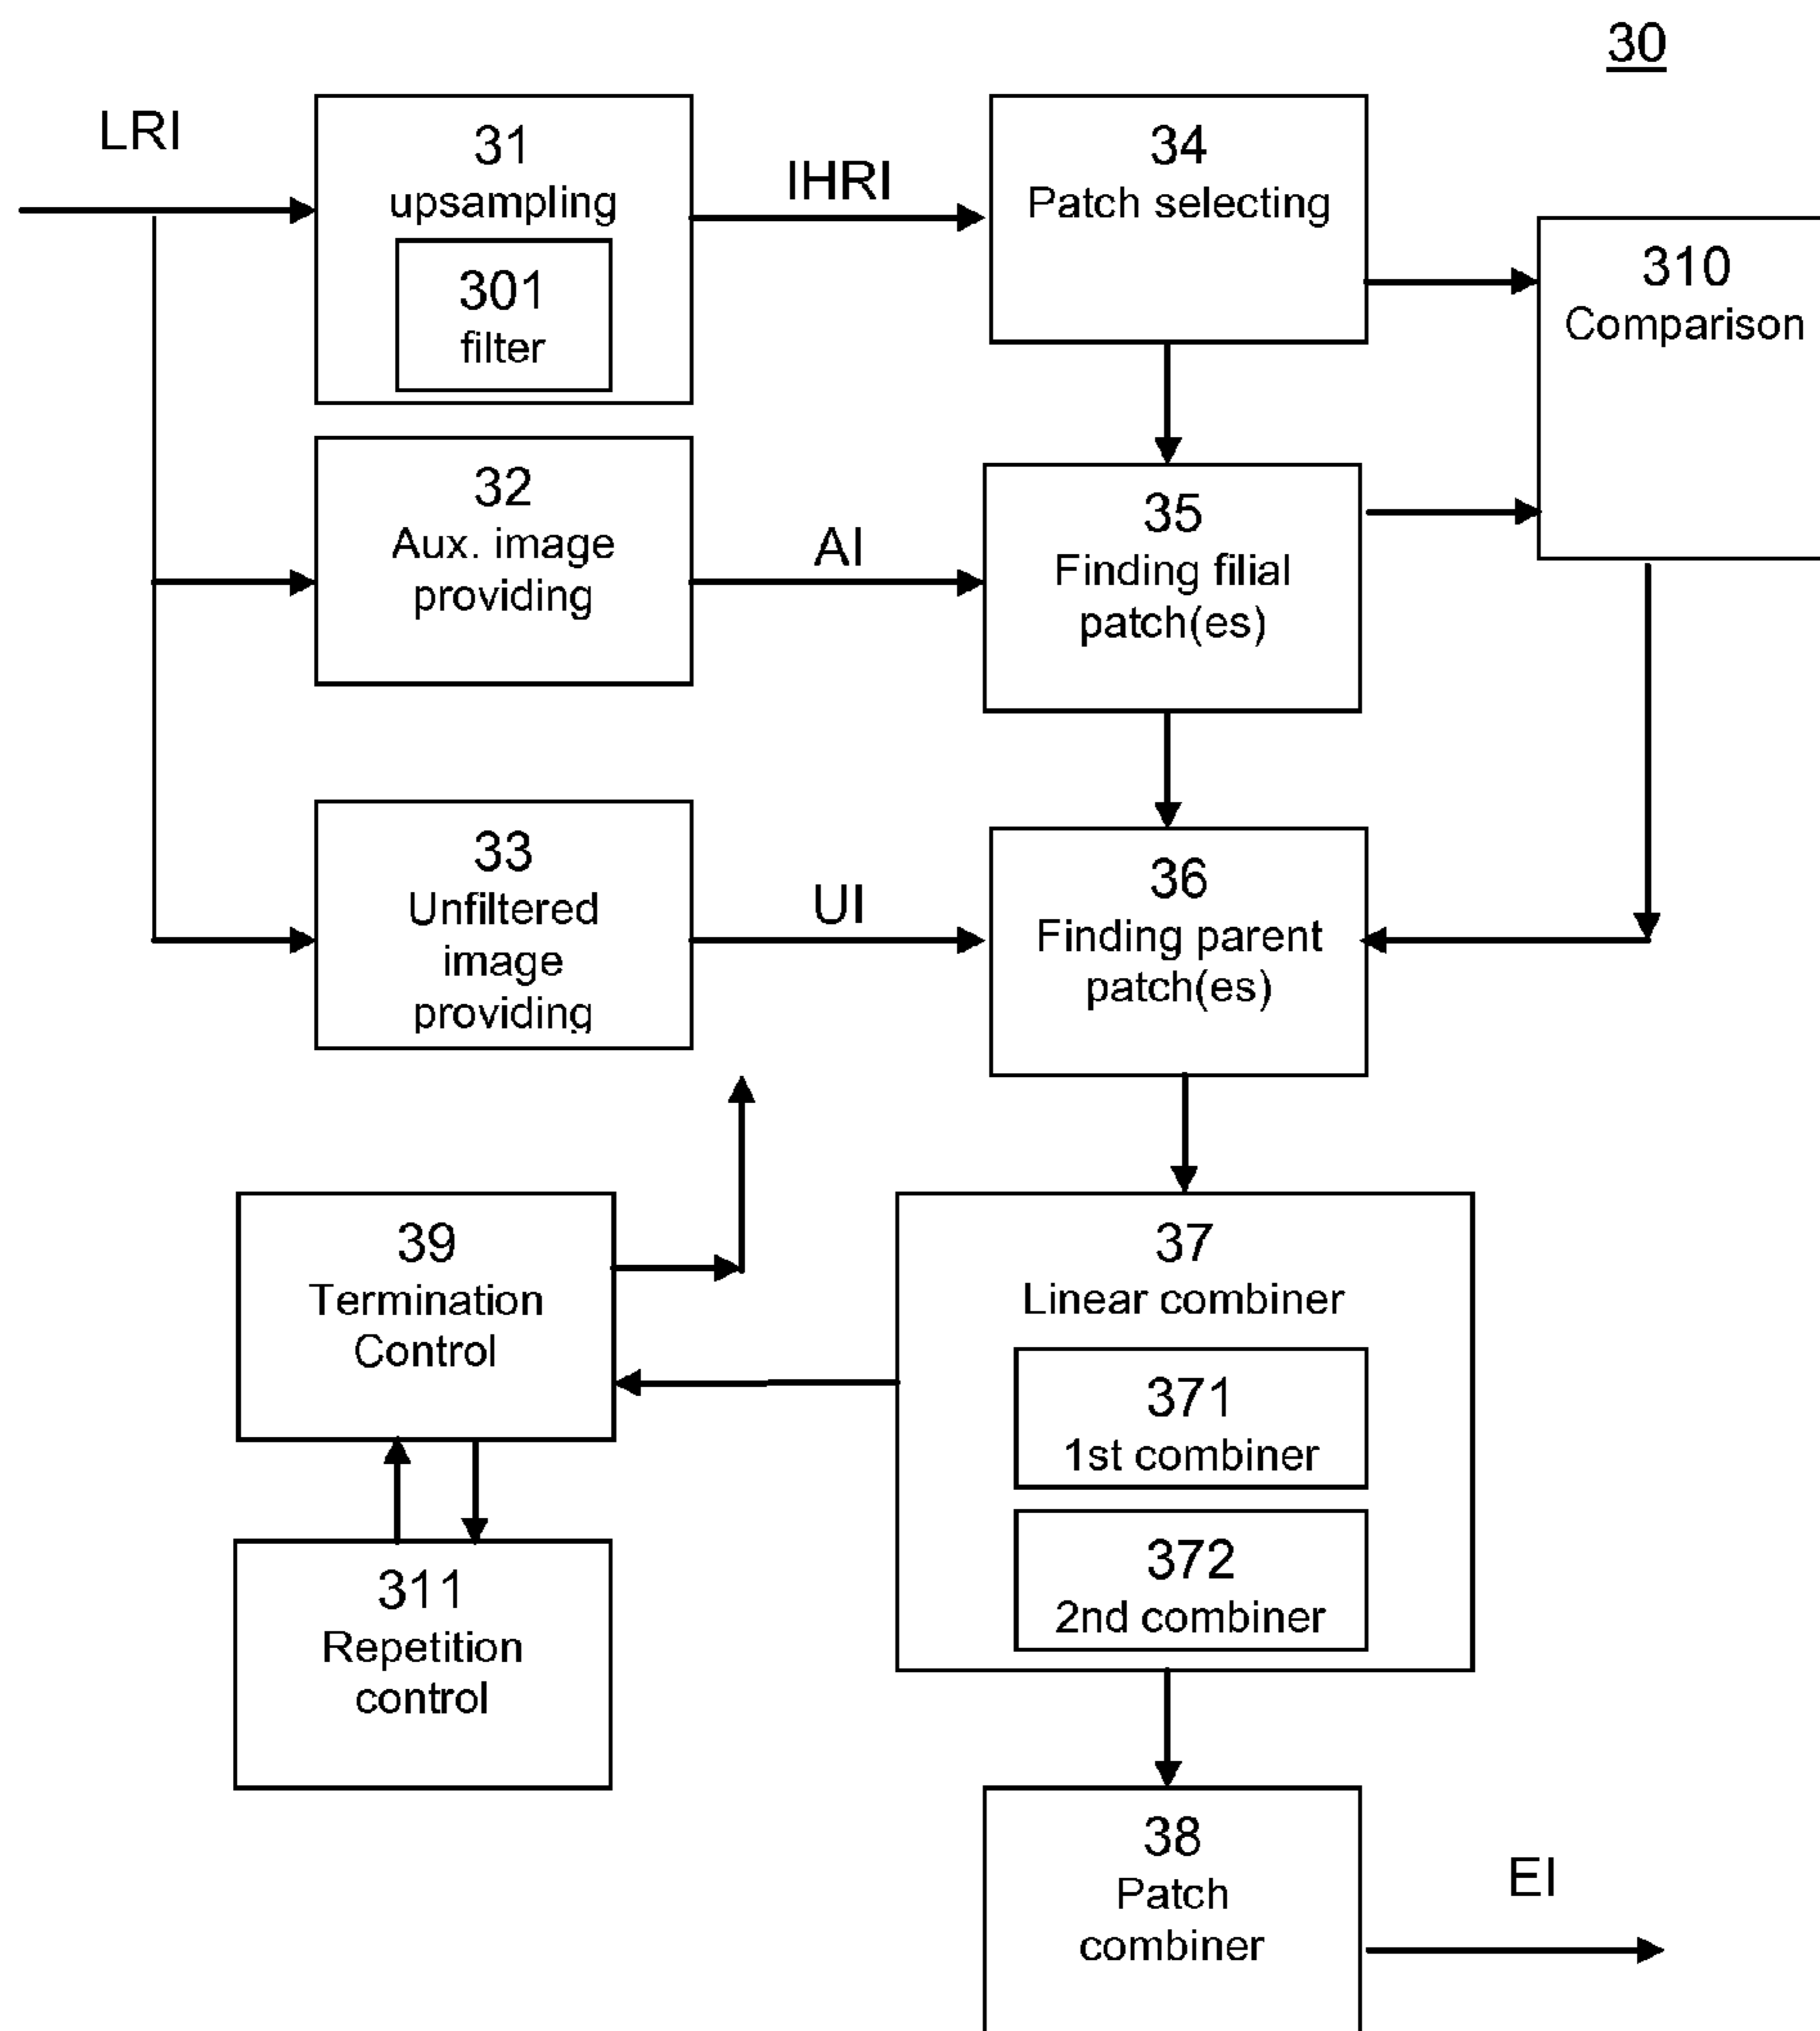 30
LRI
31
upsampling
301
filter
IHRI
34
Patch selecting
310
Comparison
32
Aux. image
providing
AI
35
Finding filial
patch(es)
33
Unfiltered
image
providing
UI
36
Finding parent
patch(es)
39
Termination
Control
37
Linear combiner
371
1st combiner
372
2nd combiner
311
Repetition
control
38
Patch
combiner
EI